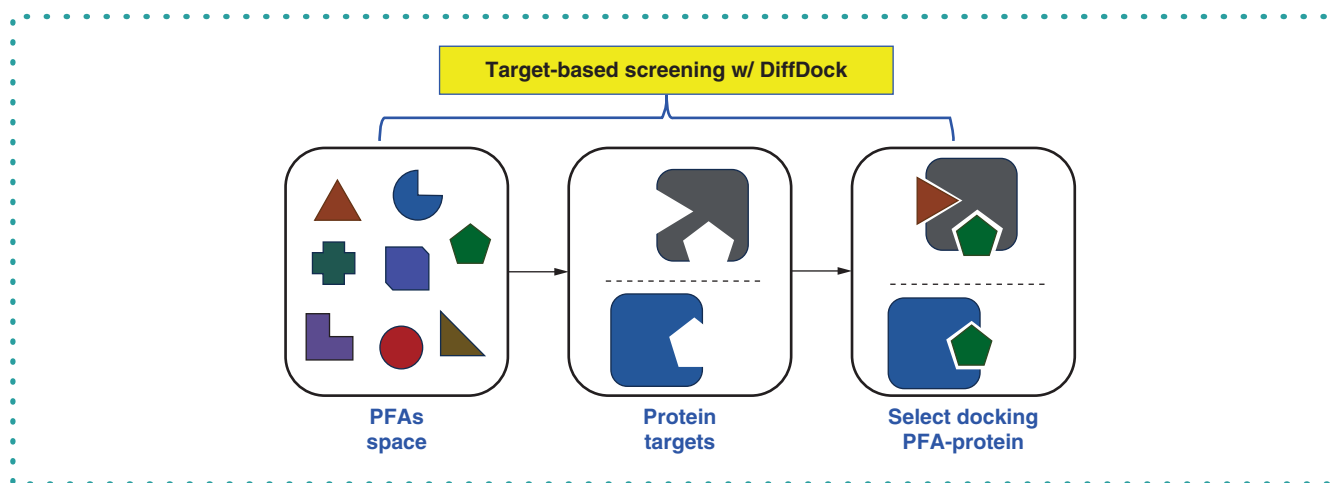 Target-based screening w/ DiffDock
PFAs
space
Protein
targets
Select docking
PFA-protein